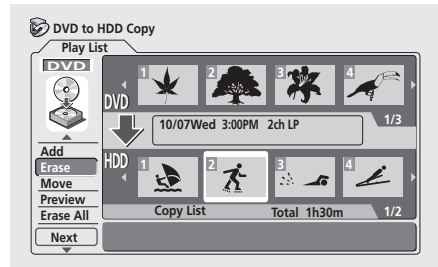 DVD to HDD Copy
Play List
DVD
1 2 3 4
DVD
1/3
10/07Wed 3:00PM 2ch LP
HDD
1 2 3 4
Add
Erase
Move
Preview
Erase All
Copy List Total 1h30m 1/2
Next